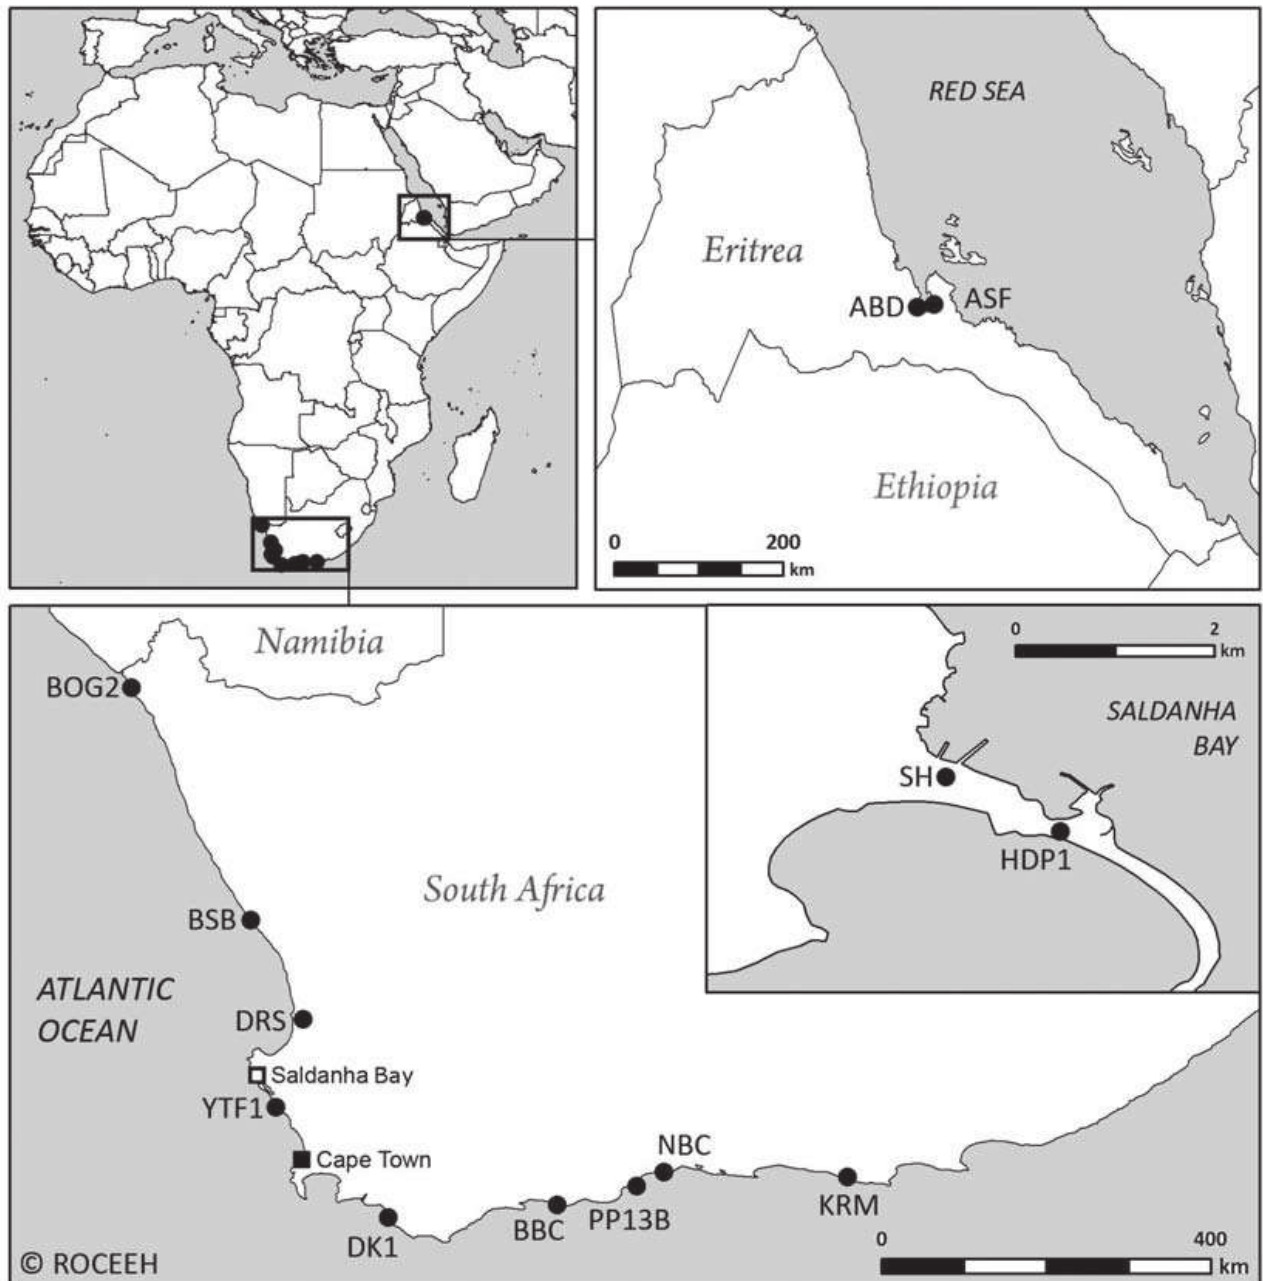 RED SEA
Eritrea
ABD
ASF
Ethiopia
0 200
km
Namibia
BOG2
0 2
km
SALDANHA
BAY
SH
HDP1
South Africa
BSB
ATLANTIC
OCEAN
DRS
Saldanha Bay
YTF1
Cape Town
NBC
KRM
PP13B
BBC
DK1
0 400
km
© ROCEEH